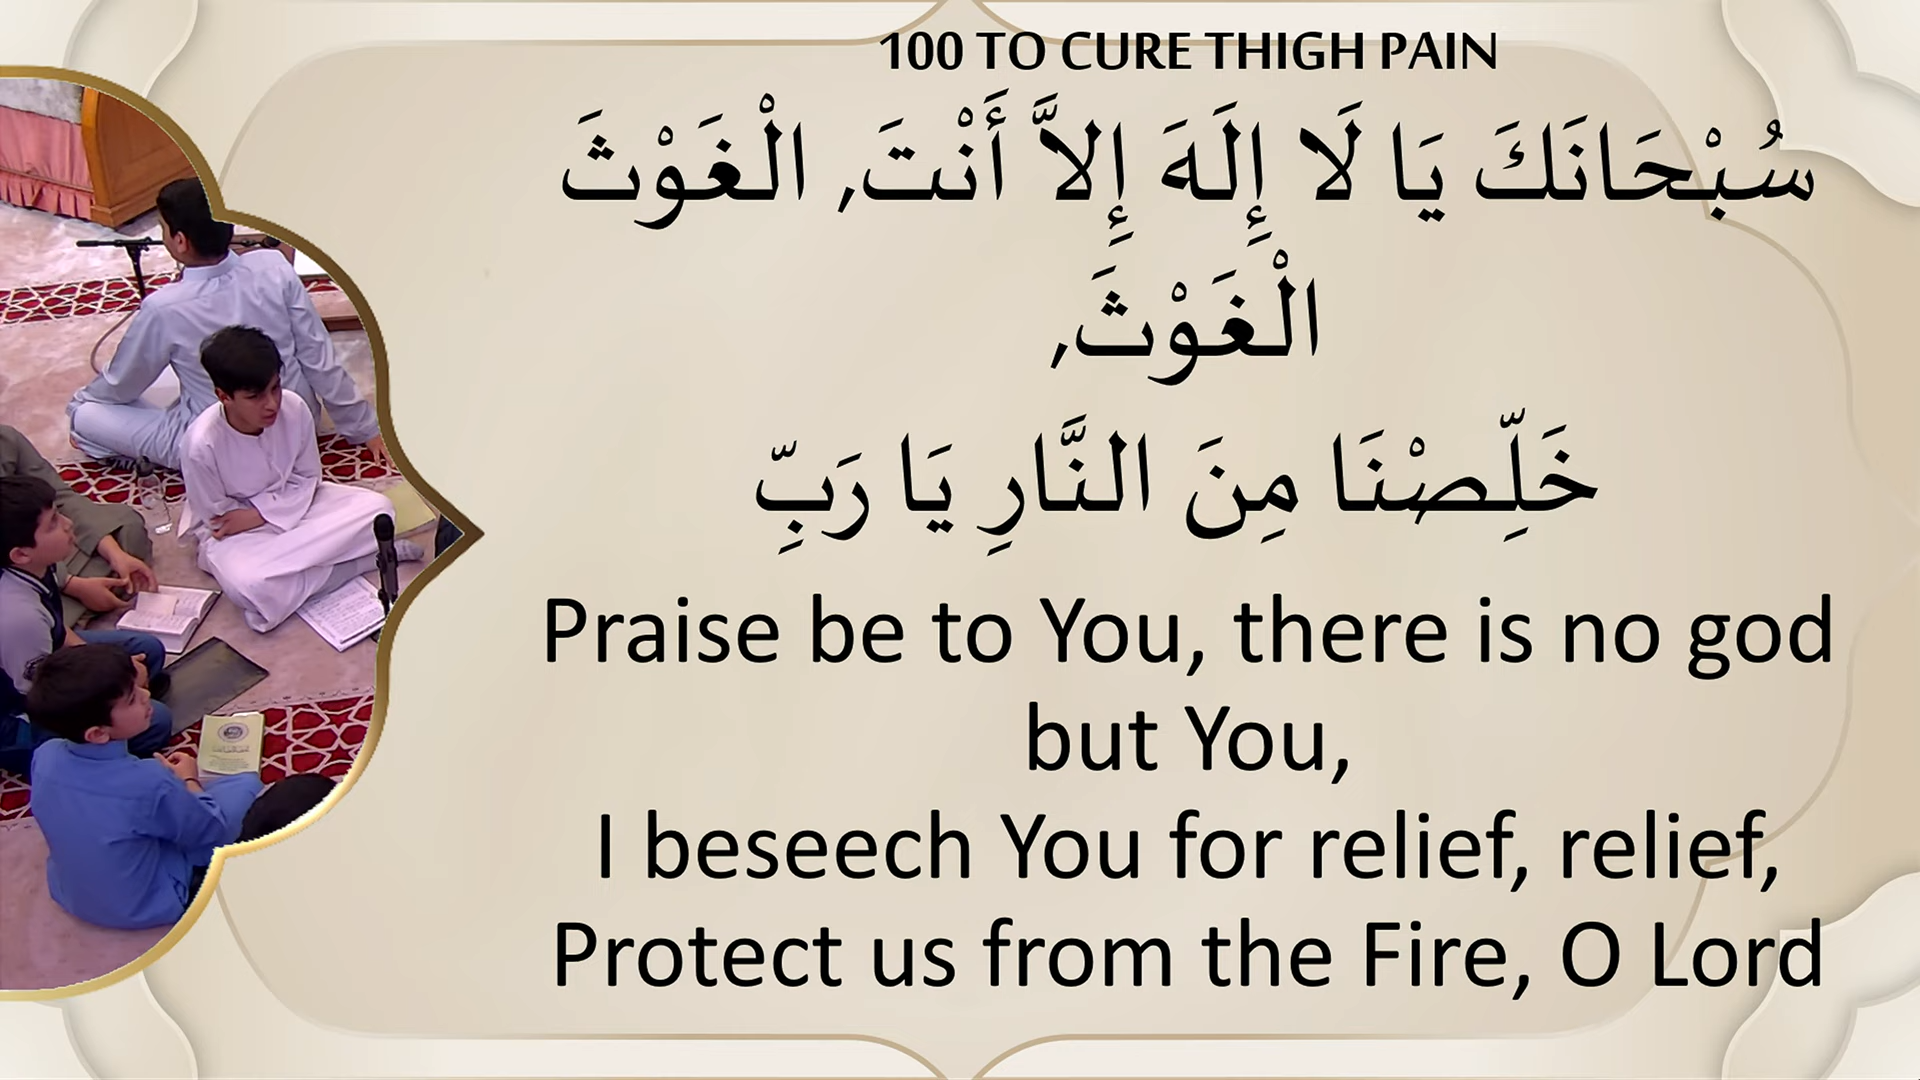 100 TO CURE THIGH PAIN
سُبْحَانَكَ يَا لَا إِلَهَ إِلاَّ أَنْتَ, الْغَوْثَ
الْغَوْثَ,
خَلِّصْنَا مِنَ النَّارِ يَا رَبِّ
Praise be to You, there is no god
but You,
I beseech You for relief, relief,
Protect us from the Fire, O Lord